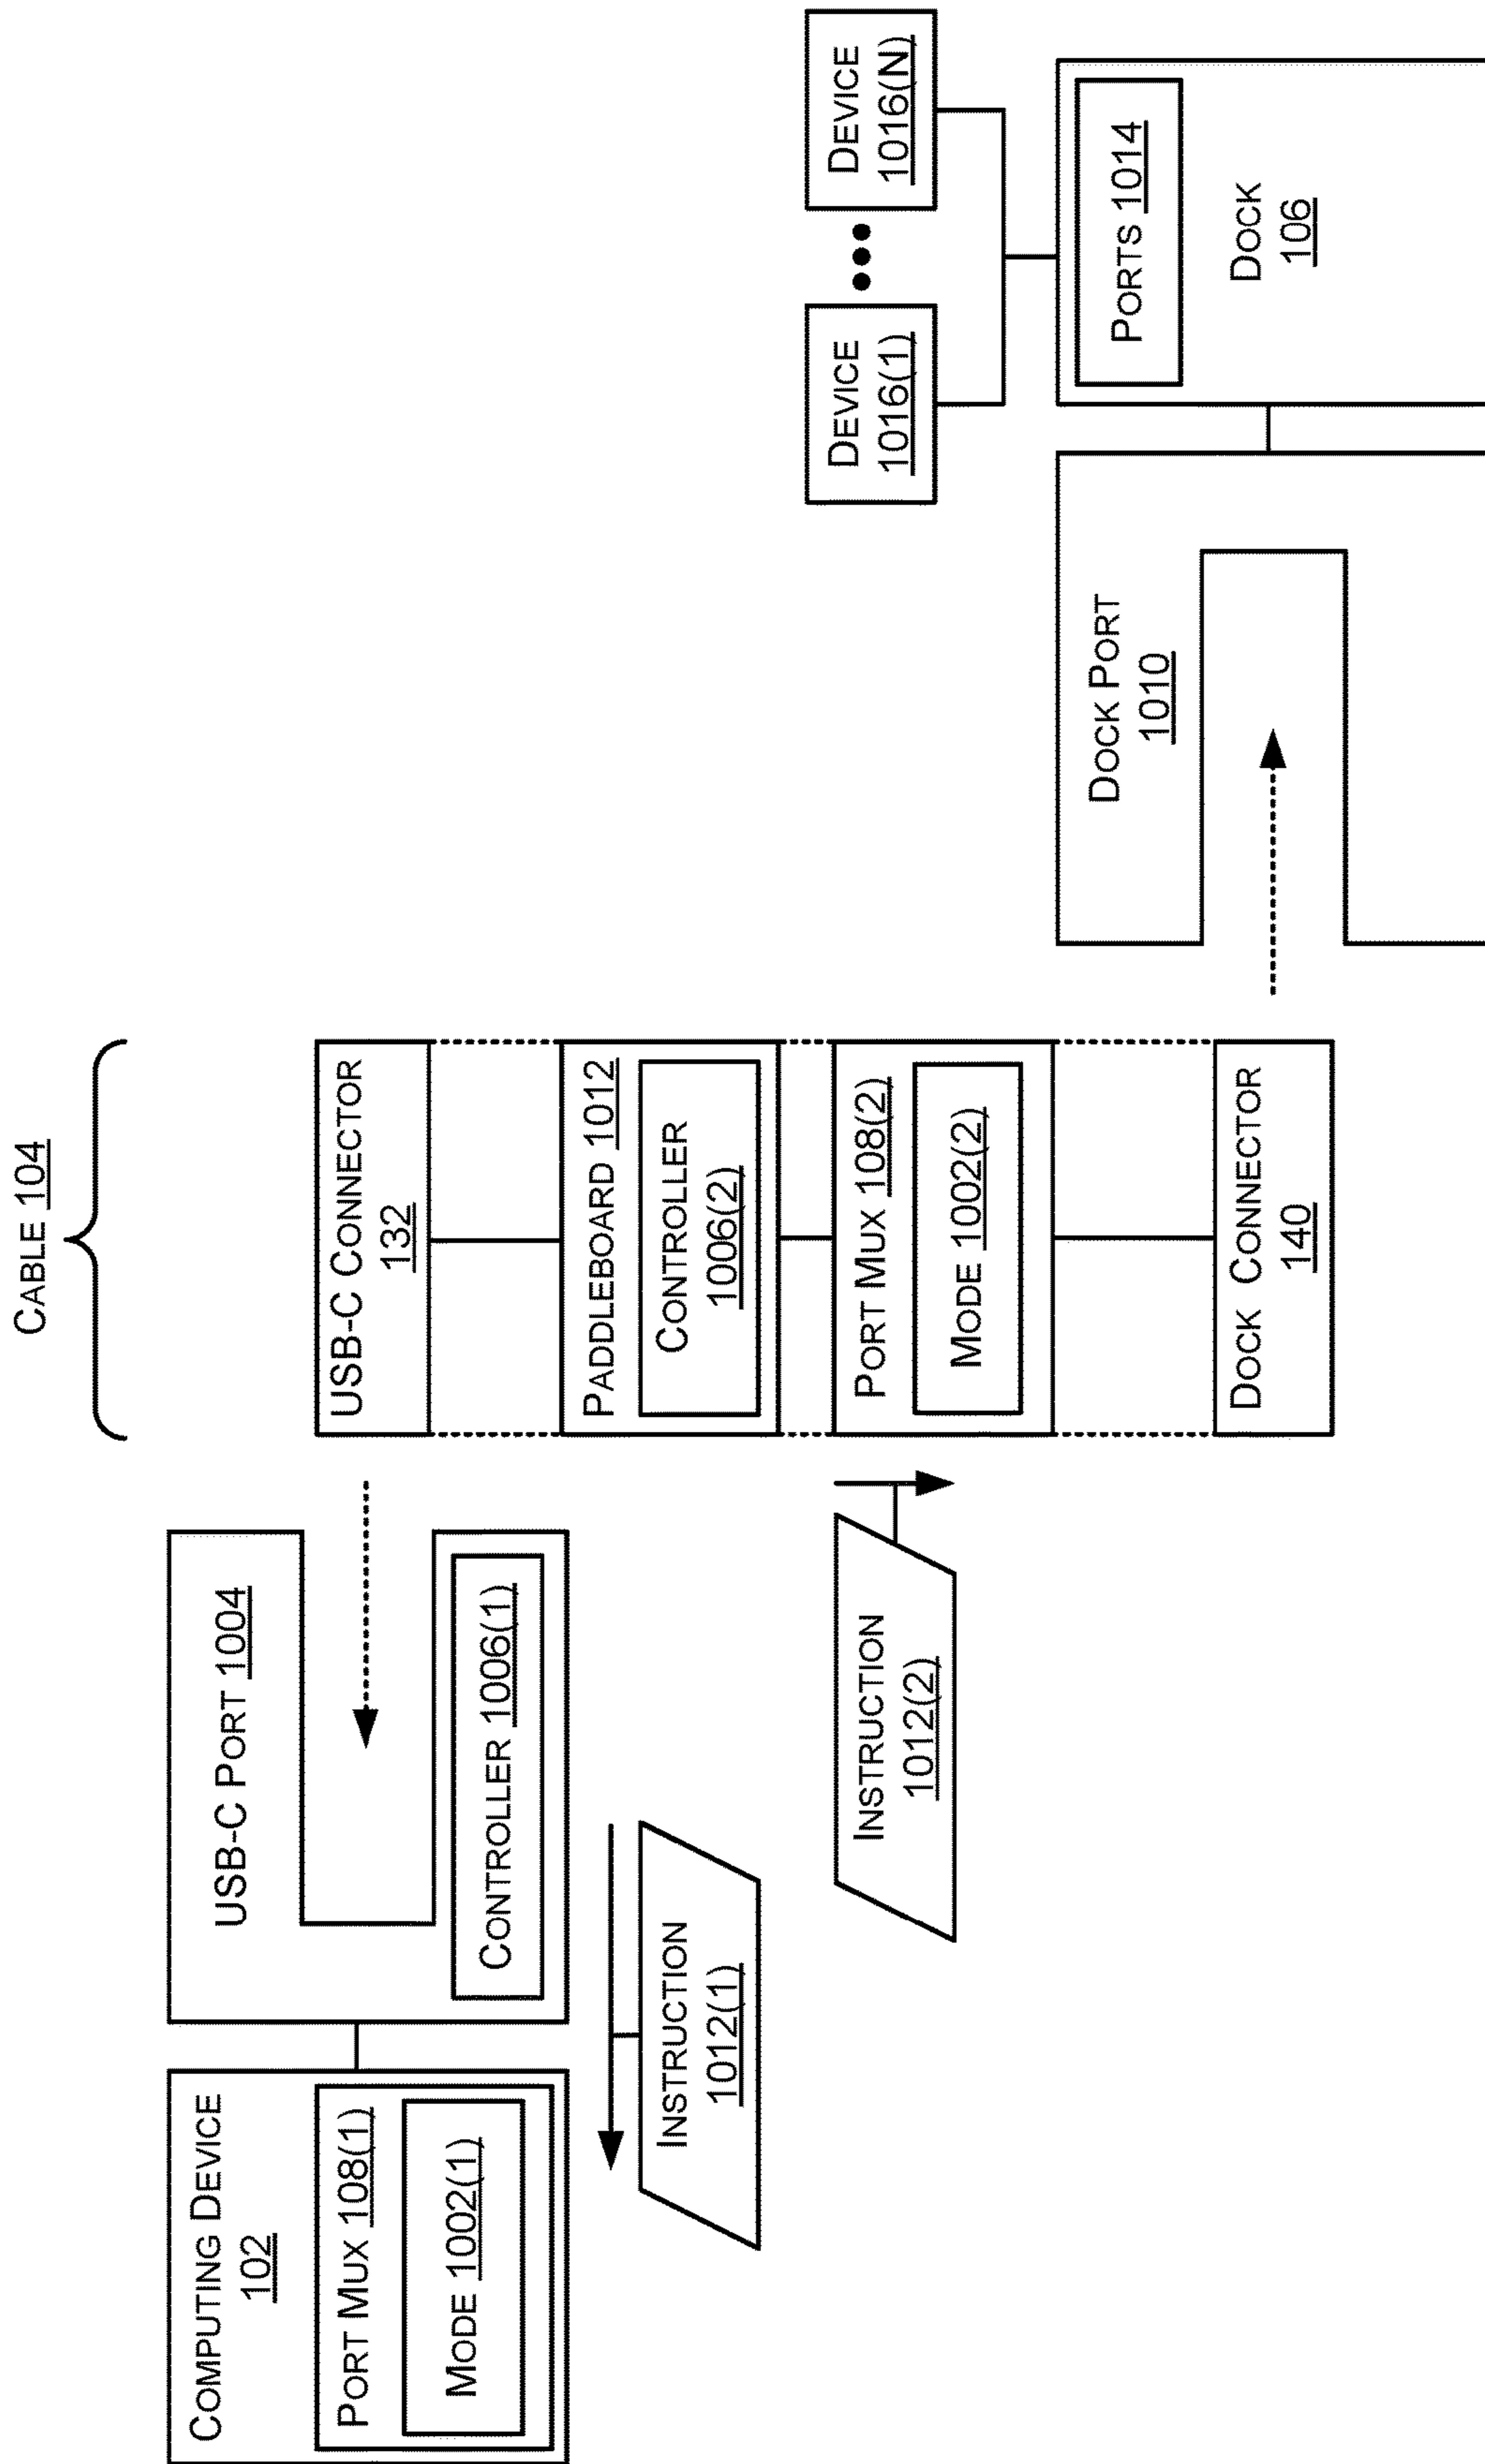 CABLE 104
COMPUTING DEVICE
102
PORT MUX 108(1)
MODE 1002(1)
USB-C PORT 1004
CONTROLLER 1006(1)
INSTRUCTION
1012(1)
INSTRUCTION
1012(2)
USB-C CONNECTOR
132
PADDLEBOARD 1012
CONTROLLER
1006(2)
PORT MUX 108(2)
MODE 1002(2)
DOCK CONNECTOR
140
DOCK PORT
1010
DEVICE
1016(1)
DEVICE
1016(N)
PORTS 1014
DOCK
106